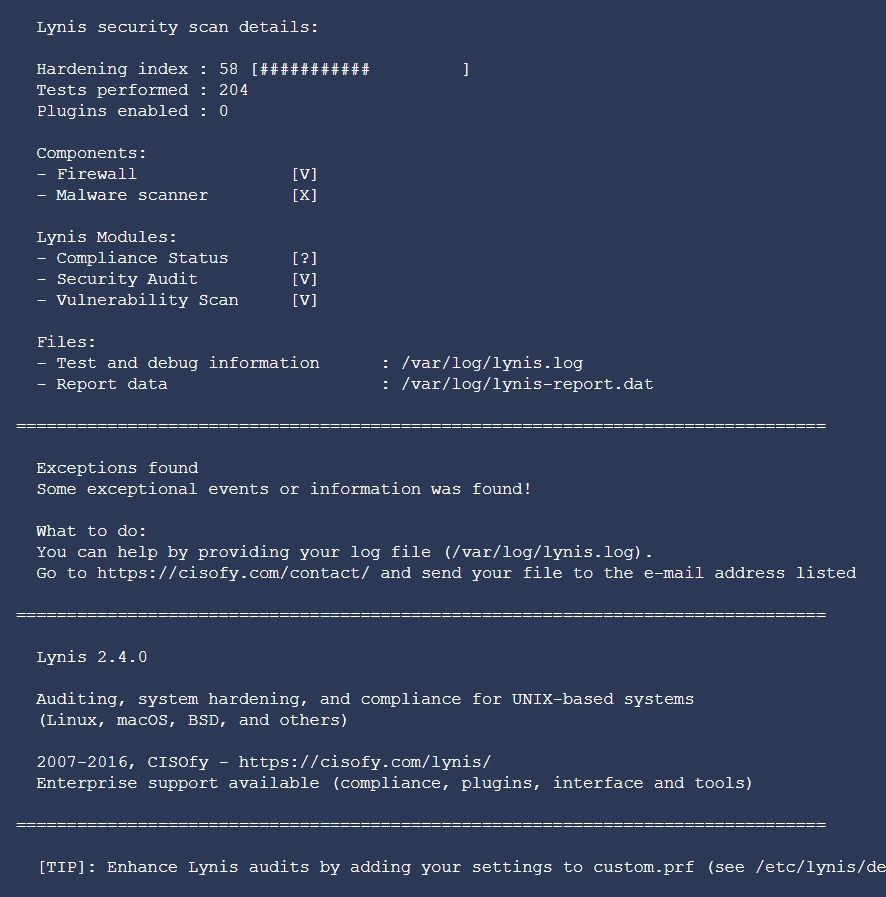 Lynis security scan details:
Hardening index : 58 [###########         ]
Tests performed : 204
Plugins enabled : 0
Components:
- Firewall               [V]
- Malware scanner        [X]
Lynis Modules:
- Compliance Status      [?]
- Security Audit         [V]
- Vulnerability Scan     [V]
Files:
- Test and debug information      : /var/log/lynis.log
- Report data                     : /var/log/lynis-report.dat
================================================================================
Exceptions found
Some exceptional events or information was found!
What to do:
You can help by providing your log file (/var/log/lynis.log).
Go to https://cisofy.com/contact/ and send your file to the e-mail address listed
================================================================================
Lynis 2.4.0
Auditing, system hardening, and compliance for UNIX-based systems
(Linux, macOS, BSD, and others)
2007-2016, CISOfy - https://cisofy.com/lynis/
Enterprise support available (compliance, plugins, interface and tools)
================================================================================
[TIP]: Enhance Lynis audits by adding your settings to custom.prf (see /etc/lynis/de